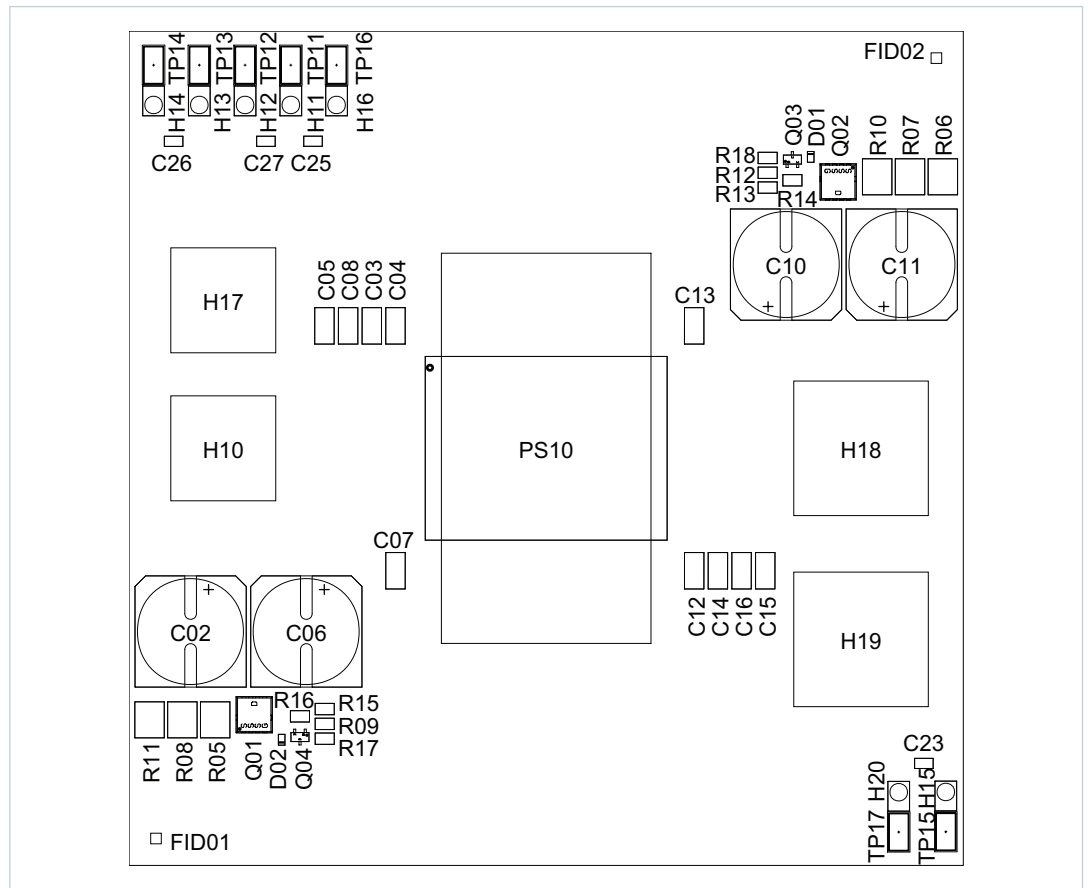 TP14 TP13 TP12 TP11 TP16
H14 H13 H12 H11 H16
C26 C27 C25
FID02
Q03 D01 Q02 R10 R07 R06
R18
R12
R13
R14
C10 C11
+ +
C05 C08 C03 C04
C13
H17
H10
PS10
H18
C07
C12 C14 C16 C15
H19
+ +
C02 C06
R16 R15
R09
R17
R11 R08 R05 Q01 D02 Q04
C23
H20 H15
TP17 TP15
FID01